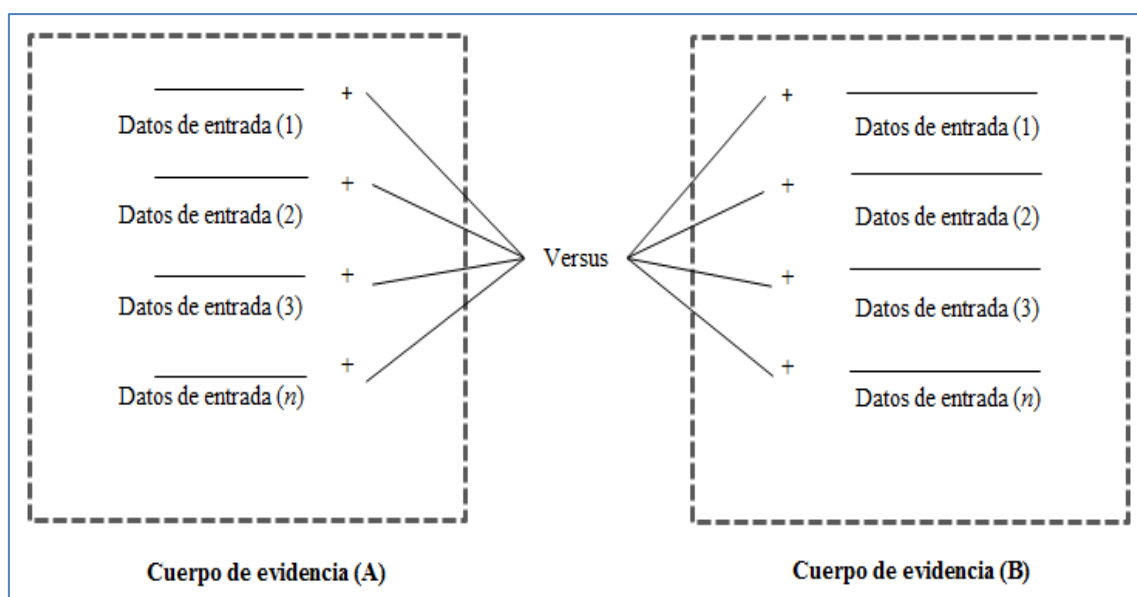 +
Datos de entrada (1)
+
Datos de entrada (2)
+
Datos de entrada (3)
+
Datos de entrada (n)
Versus
+
Datos de entrada (1)
+
Datos de entrada (2)
+
Datos de entrada (3)
+
Datos de entrada (n)
Cuerpo de evidencia (A)
Cuerpo de evidencia (B)